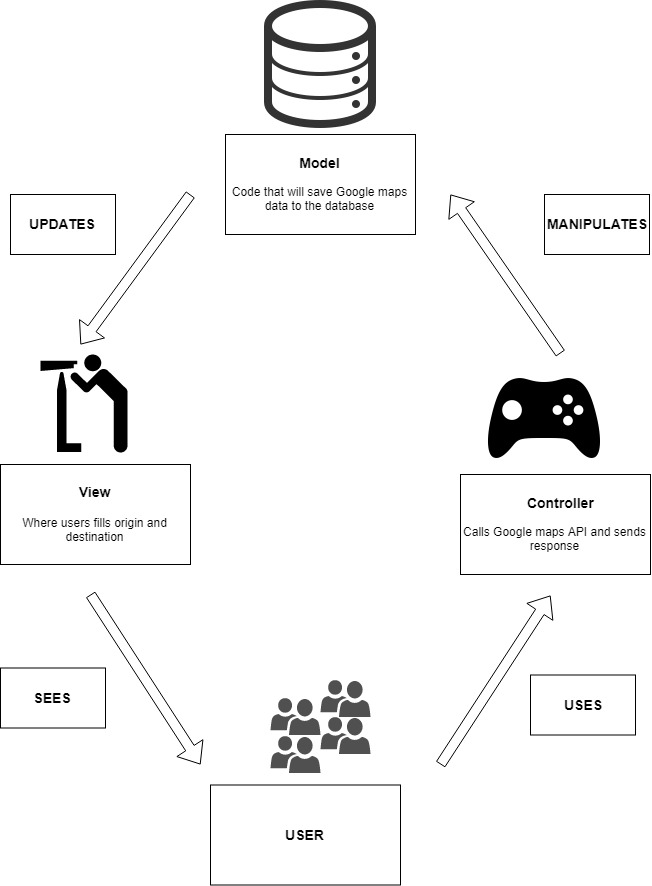 Model
Code that will save Google maps
data to the database
UPDATES
MANIPULATES
View
Where users fills origin and
destination
Controller
Calls Google maps API and sends
response
SEES
USES
USER